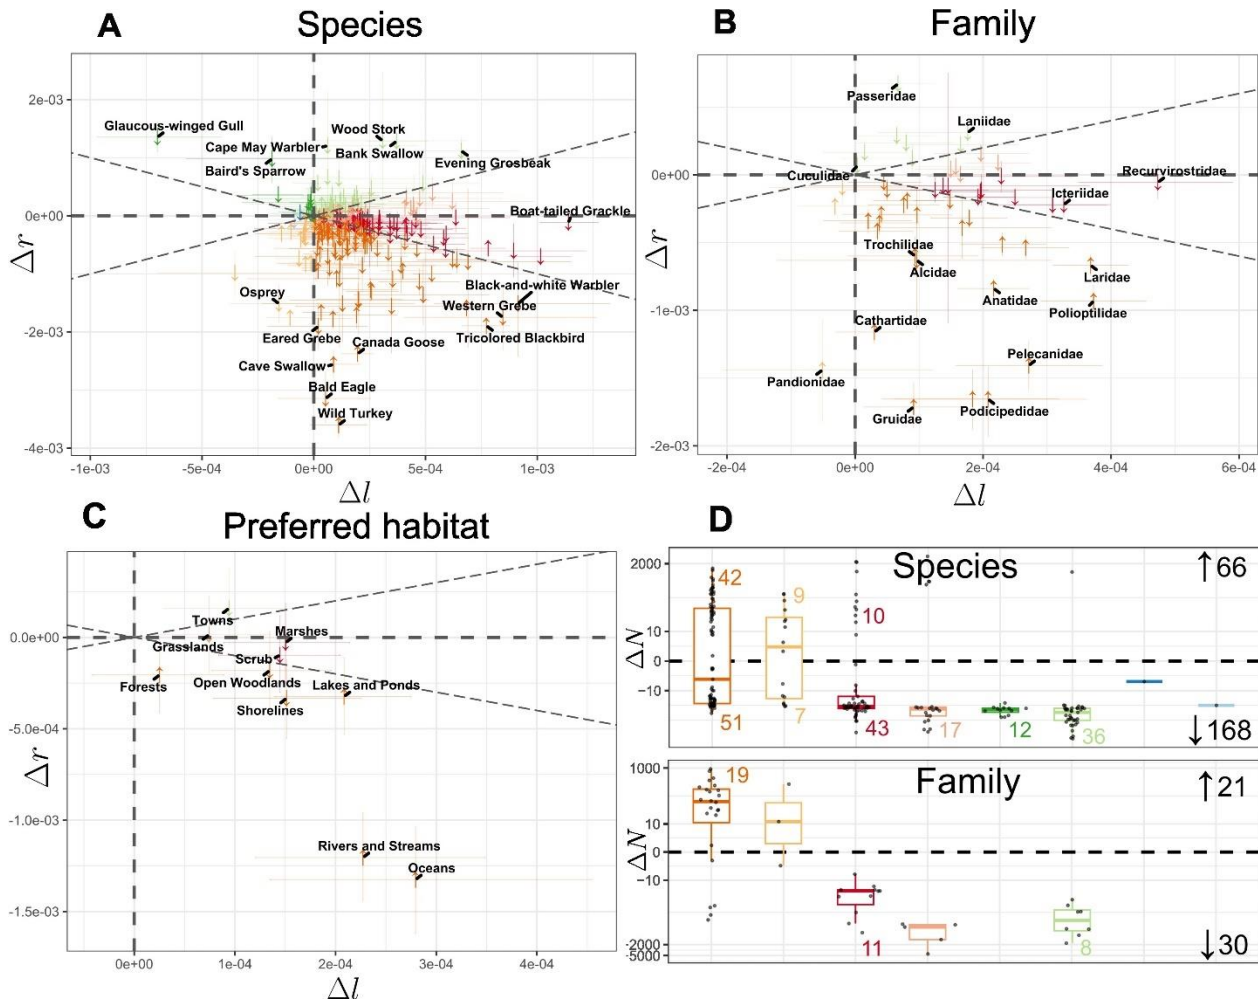 A
Species
2e-03
0e+00
-2e-03
-4e-03
Δr
Glaucous-winged Gull
Wood Stork
Cape May Warbler
Bank Swallow
Baird's Sparrow
Evening Grosbeak
Boat-tailed Grackle
Osprey
Black-and-white Warbler
Western Grebe
Eared Grebe
Canada Goose
Tricolored Blackbird
Cave Swallow
Bald Eagle
Wild Turkey
-1e-03
-5e-04
0e+00
5e-04
1e-03
Δl
B
Family
0e+00
-1e-03
-2e-03
Δr
Passeridae
Laniidae
Cuculidae
Recurvirostridae
Icteriidae
Trochilidae
Alcidae
Laridae
Anatidae
Polioptilidae
Cathartidae
Pelecanidae
Pandionidae
Gruidae
Podicipedidae
-2e-04
0e+00
2e-04
4e-04
6e-04
Δl
C
Preferred habitat
0.0e+00
-5.0e-04
-1.0e-03
-1.5e-03
Δr
Towns
Marshes
Grasslands
Scrub
Forests
Open Woodlands
Lakes and Ponds
Shorelines
Rivers and Streams
Oceans
0e+00
1e-04
2e-04
3e-04
4e-04
Δl
D
Species
↑66
2000
10
0
-10
ΔN
42
9
10
51
7
43
17
12
36
↓168
Family
↑21
1000
10
0
-10
-2000
-5000
ΔN
19
11
8
↓30